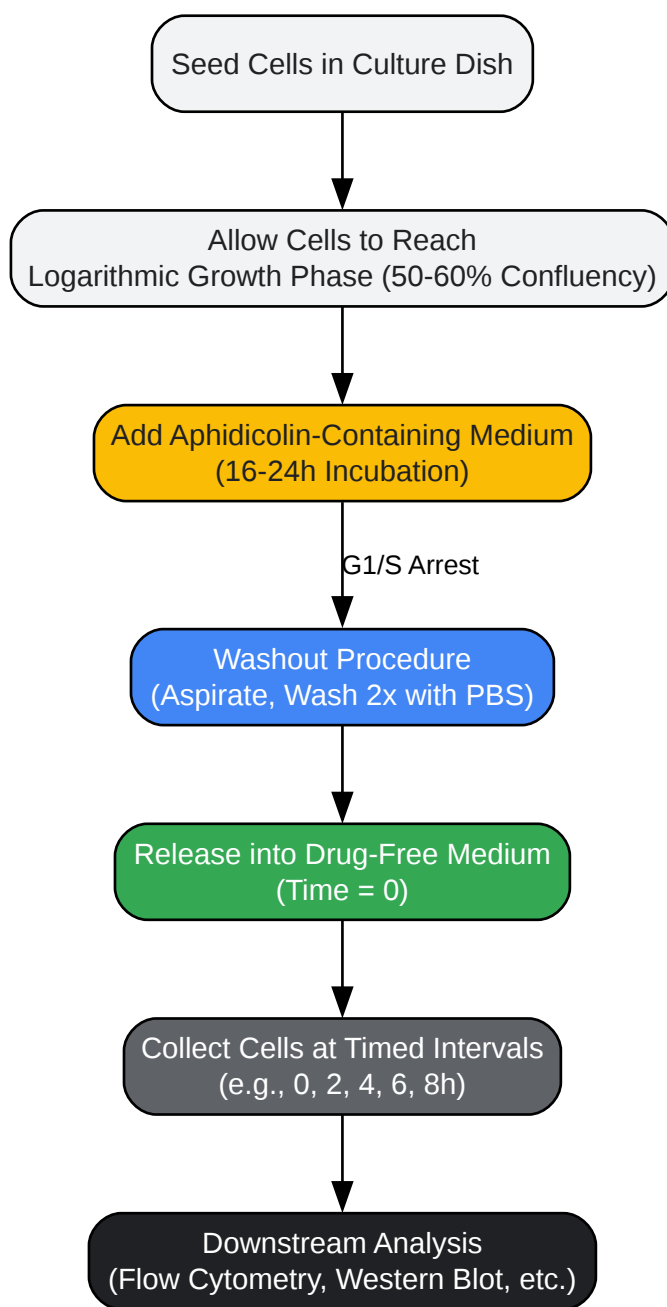 Seed Cells in Culture Dish
Allow Cells to Reach
Logarithmic Growth Phase (50-60% Confluency)
Add Aphidicolin-Containing Medium
(16-24h Incubation)
G1/S Arrest
Washout Procedure
(Aspirate, Wash 2x with PBS)
Release into Drug-Free Medium
(Time = 0)
Collect Cells at Timed Intervals
(e.g., 0, 2, 4, 6, 8h)
Downstream Analysis
(Flow Cytometry, Western Blot, etc.)